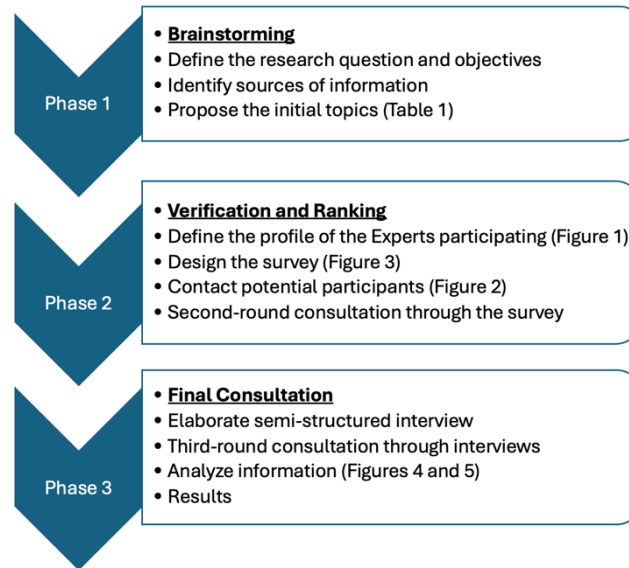 Phase 1
• Brainstorming
• Define the research question and objectives
• Identify sources of information
• Propose the initial topics (Table 1)
Phase 2
• Verification and Ranking
• Define the profile of the Experts participating (Figure 1)
• Design the survey (Figure 3)
• Contact potential participants (Figure 2)
• Second-round consultation through the survey
Phase 3
• Final Consultation
• Elaborate semi-structured interview
• Third-round consultation through interviews
• Analyze information (Figures 4 and 5)
• Results